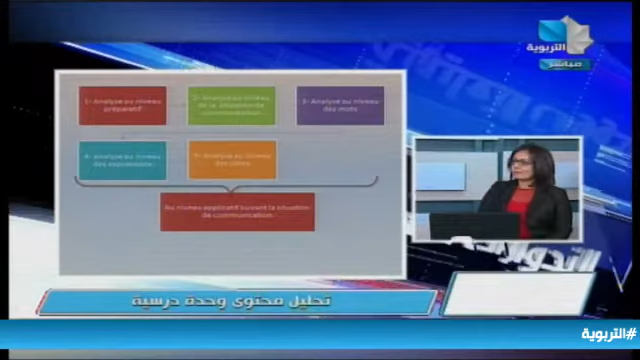 التربوية
مباشر
1- Analyse au niveau
préparatif
2- Analyse au niveau
de la situation de
communication
3- Analyse au niveau
des mots
4- Analyse au niveau
des expressions
5- Analyse au niveau
des idées
Au niveau applicatif suivant la situation
de communication
تحليل محتوى وحدة درسية
#التربوية